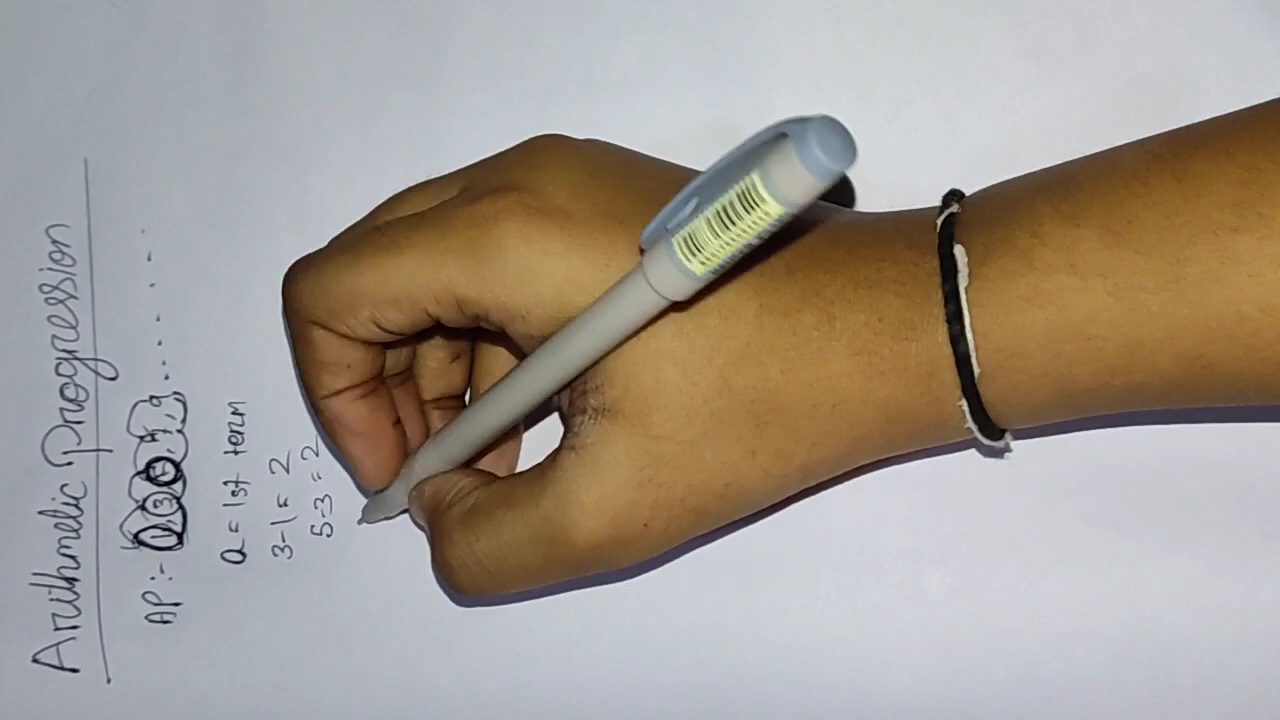 Arithmetic Progression
AP:- 1, 3, 5, 7, 9, . . . . . . . .
a = 1st term
3-1 = 2
5-3 = 2